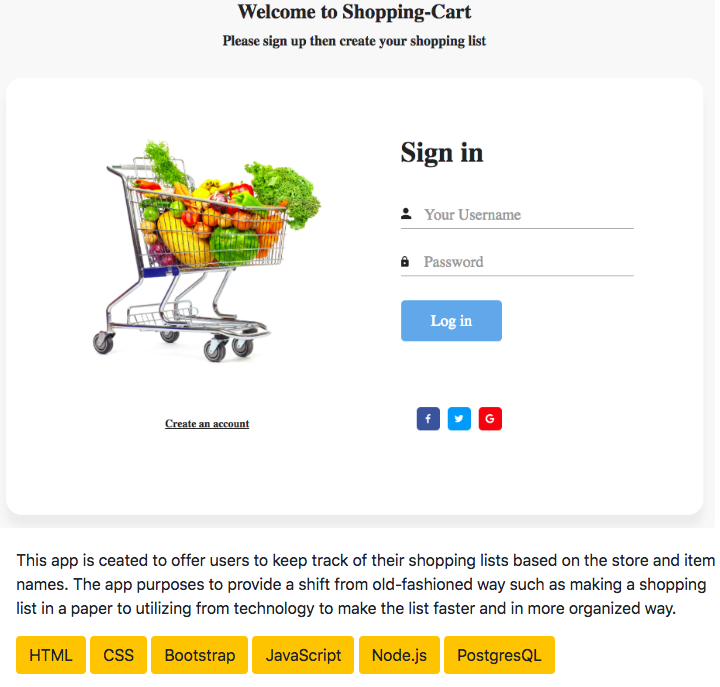 Welcome to Shopping-Cart
Please sign up then create your shopping list
Sign in
Your Username
Password
Log in
Create an account
This app is ceated to offer users to keep track of their shopping lists based on the store and item
names. The app purposes to provide a shift from old-fashioned way such as making a shopping
list in a paper to utilizing from technology to make the list faster and in more organized way.
HTML CSS Bootstrap JavaScript Node.js PostgresQL